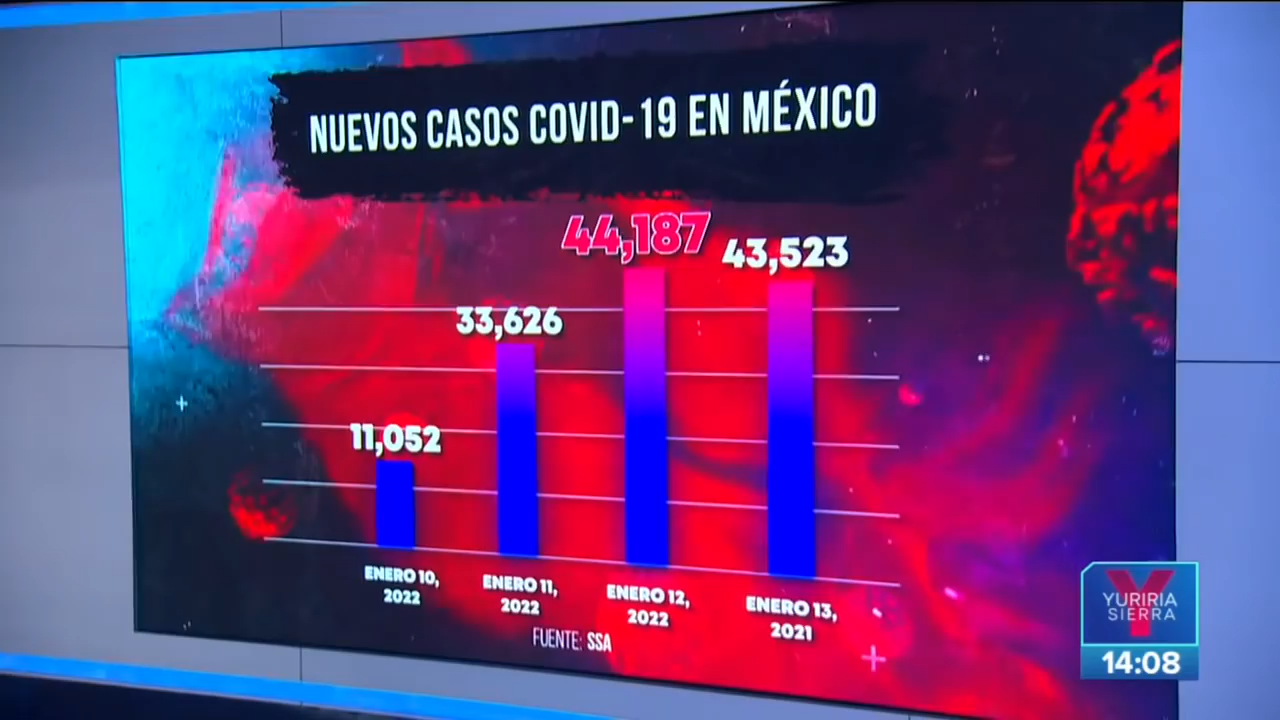 NUEVOS CASOS COVID-19 EN MÉXICO
44,187
43,523
33,626
11,052
ENERO 10,
2022
ENERO 11,
2022
ENERO 12,
2022
ENERO 13,
2021
FUENTE: SSA
Y
YURIRIA
SIERRA
14:08